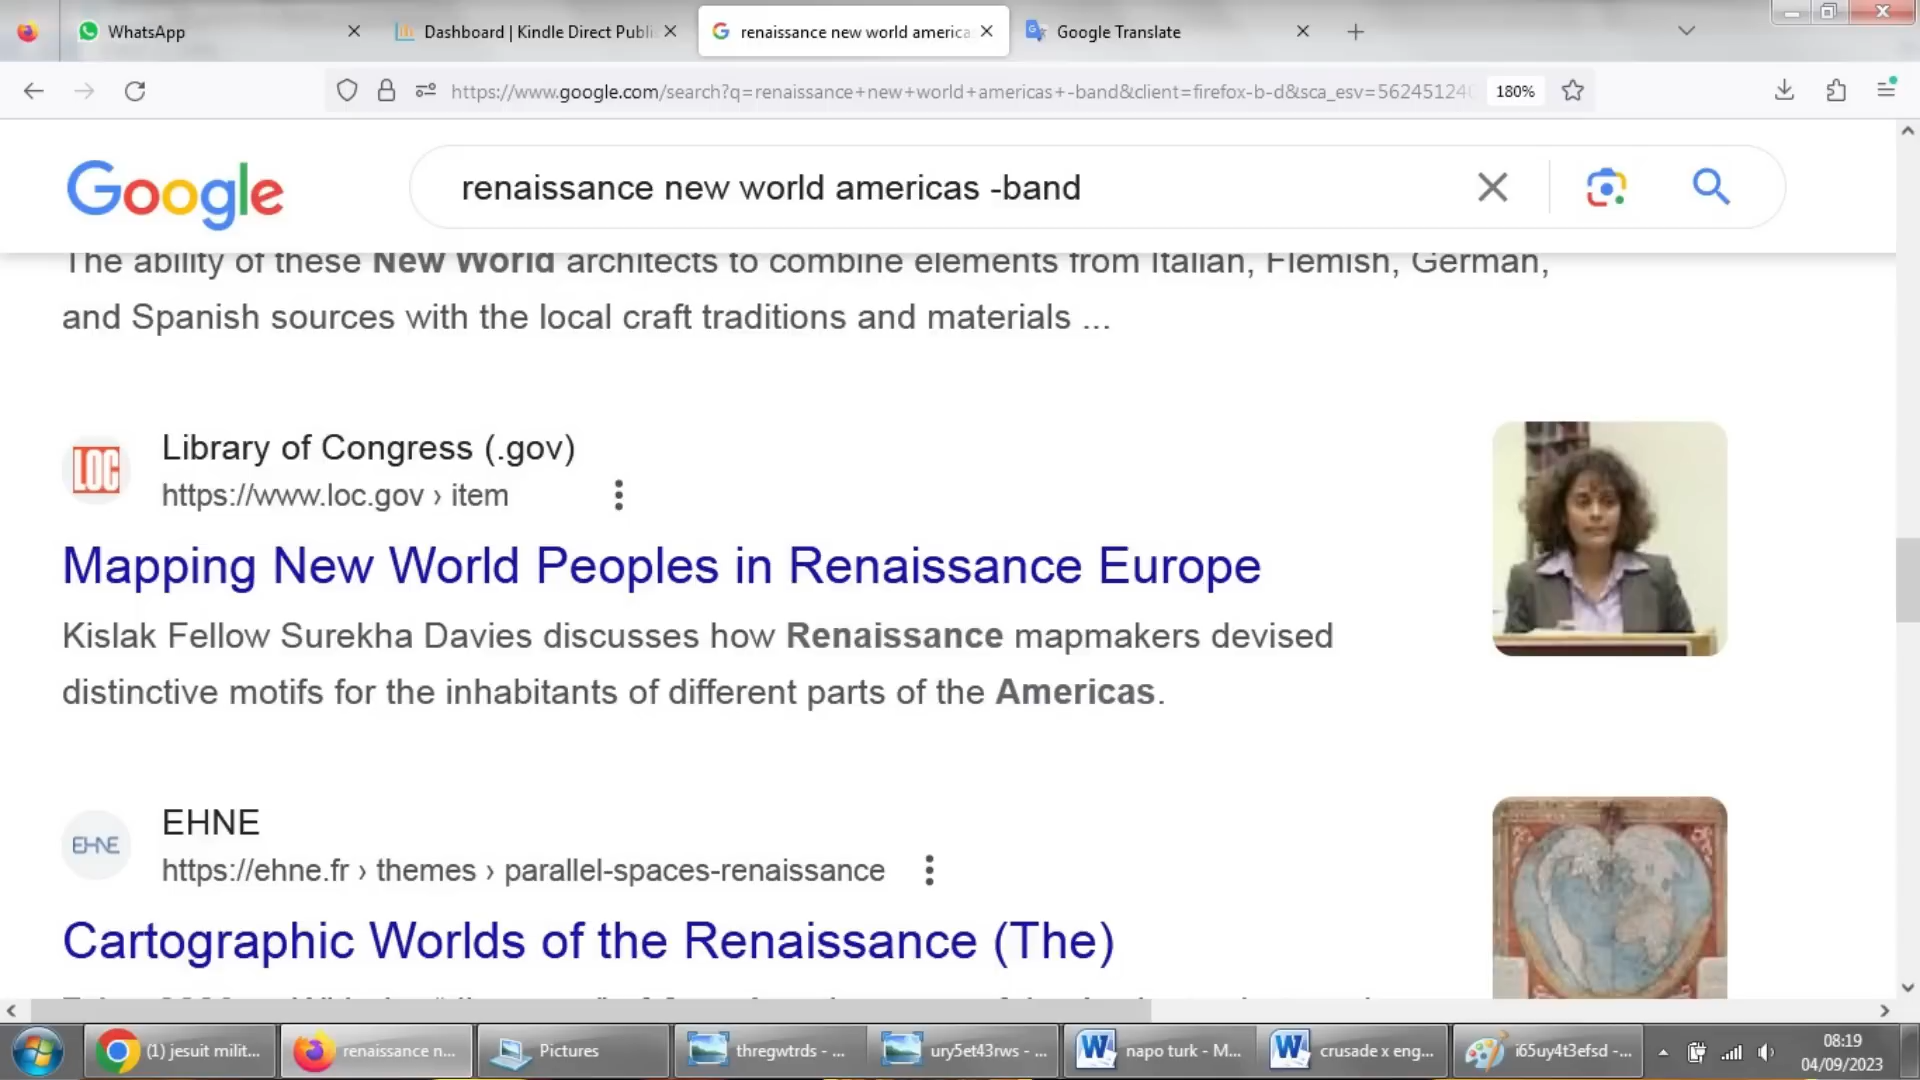 WhatsApp
Dashboard | Kindle Direct Publi
renaissance new world america
Google Translate
https://www.google.com/search?q=renaissance+new+world+americas+-band&client=firefox-b-d&sca_esv=56245124
180%
Google
renaissance new world americas -band
The ability of these New World architects to combine elements from Italian, Flemish, German,
and Spanish sources with the local craft traditions and materials ...
LOC
Library of Congress (.gov)
https://www.loc.gov › item
Mapping New World Peoples in Renaissance Europe
Kislak Fellow Surekha Davies discusses how Renaissance mapmakers devised
distinctive motifs for the inhabitants of different parts of the Americas.
EHNE
EHNE
https://ehne.fr › themes › parallel-spaces-renaissance
Cartographic Worlds of the Renaissance (The)
(1) jesuit milit...
renaissance n...
Pictures
thregwtrds - ...
ury5et43rws - ...
napo turk - M...
crusade x eng...
i65uy4t3efsd -...
08:19
04/09/2023